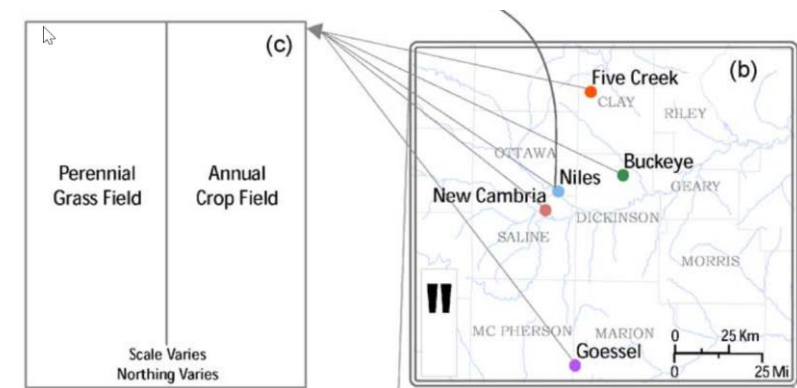 (c)
Perennial
Grass Field
Annual
Crop Field
Scale Varies
Northing Varies
(b)
Five Creek
CLAY
RILEY
OTTAWA
Buckeye
Niles
GEARY
New Cambria
DICKINSON
SALINE
MORRIS
MC PHERSON
MARION
0 25 Km
Goessel
0 25 Mi